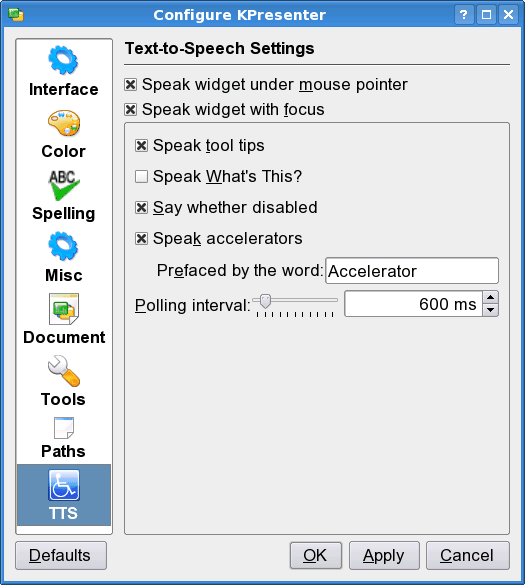 Configure KPresenter
Interface
Color
ABC
Spelling
Misc
Document
Tools
Paths
TTS
Text-to-Speech Settings
Speak widget under mouse pointer
Speak widget with focus
Speak tool tips
Speak What's This?
Say whether disabled
Speak accelerators
Prefaced by the word: Accelerator
Polling interval: 600 ms
Defaults OK Apply Cancel